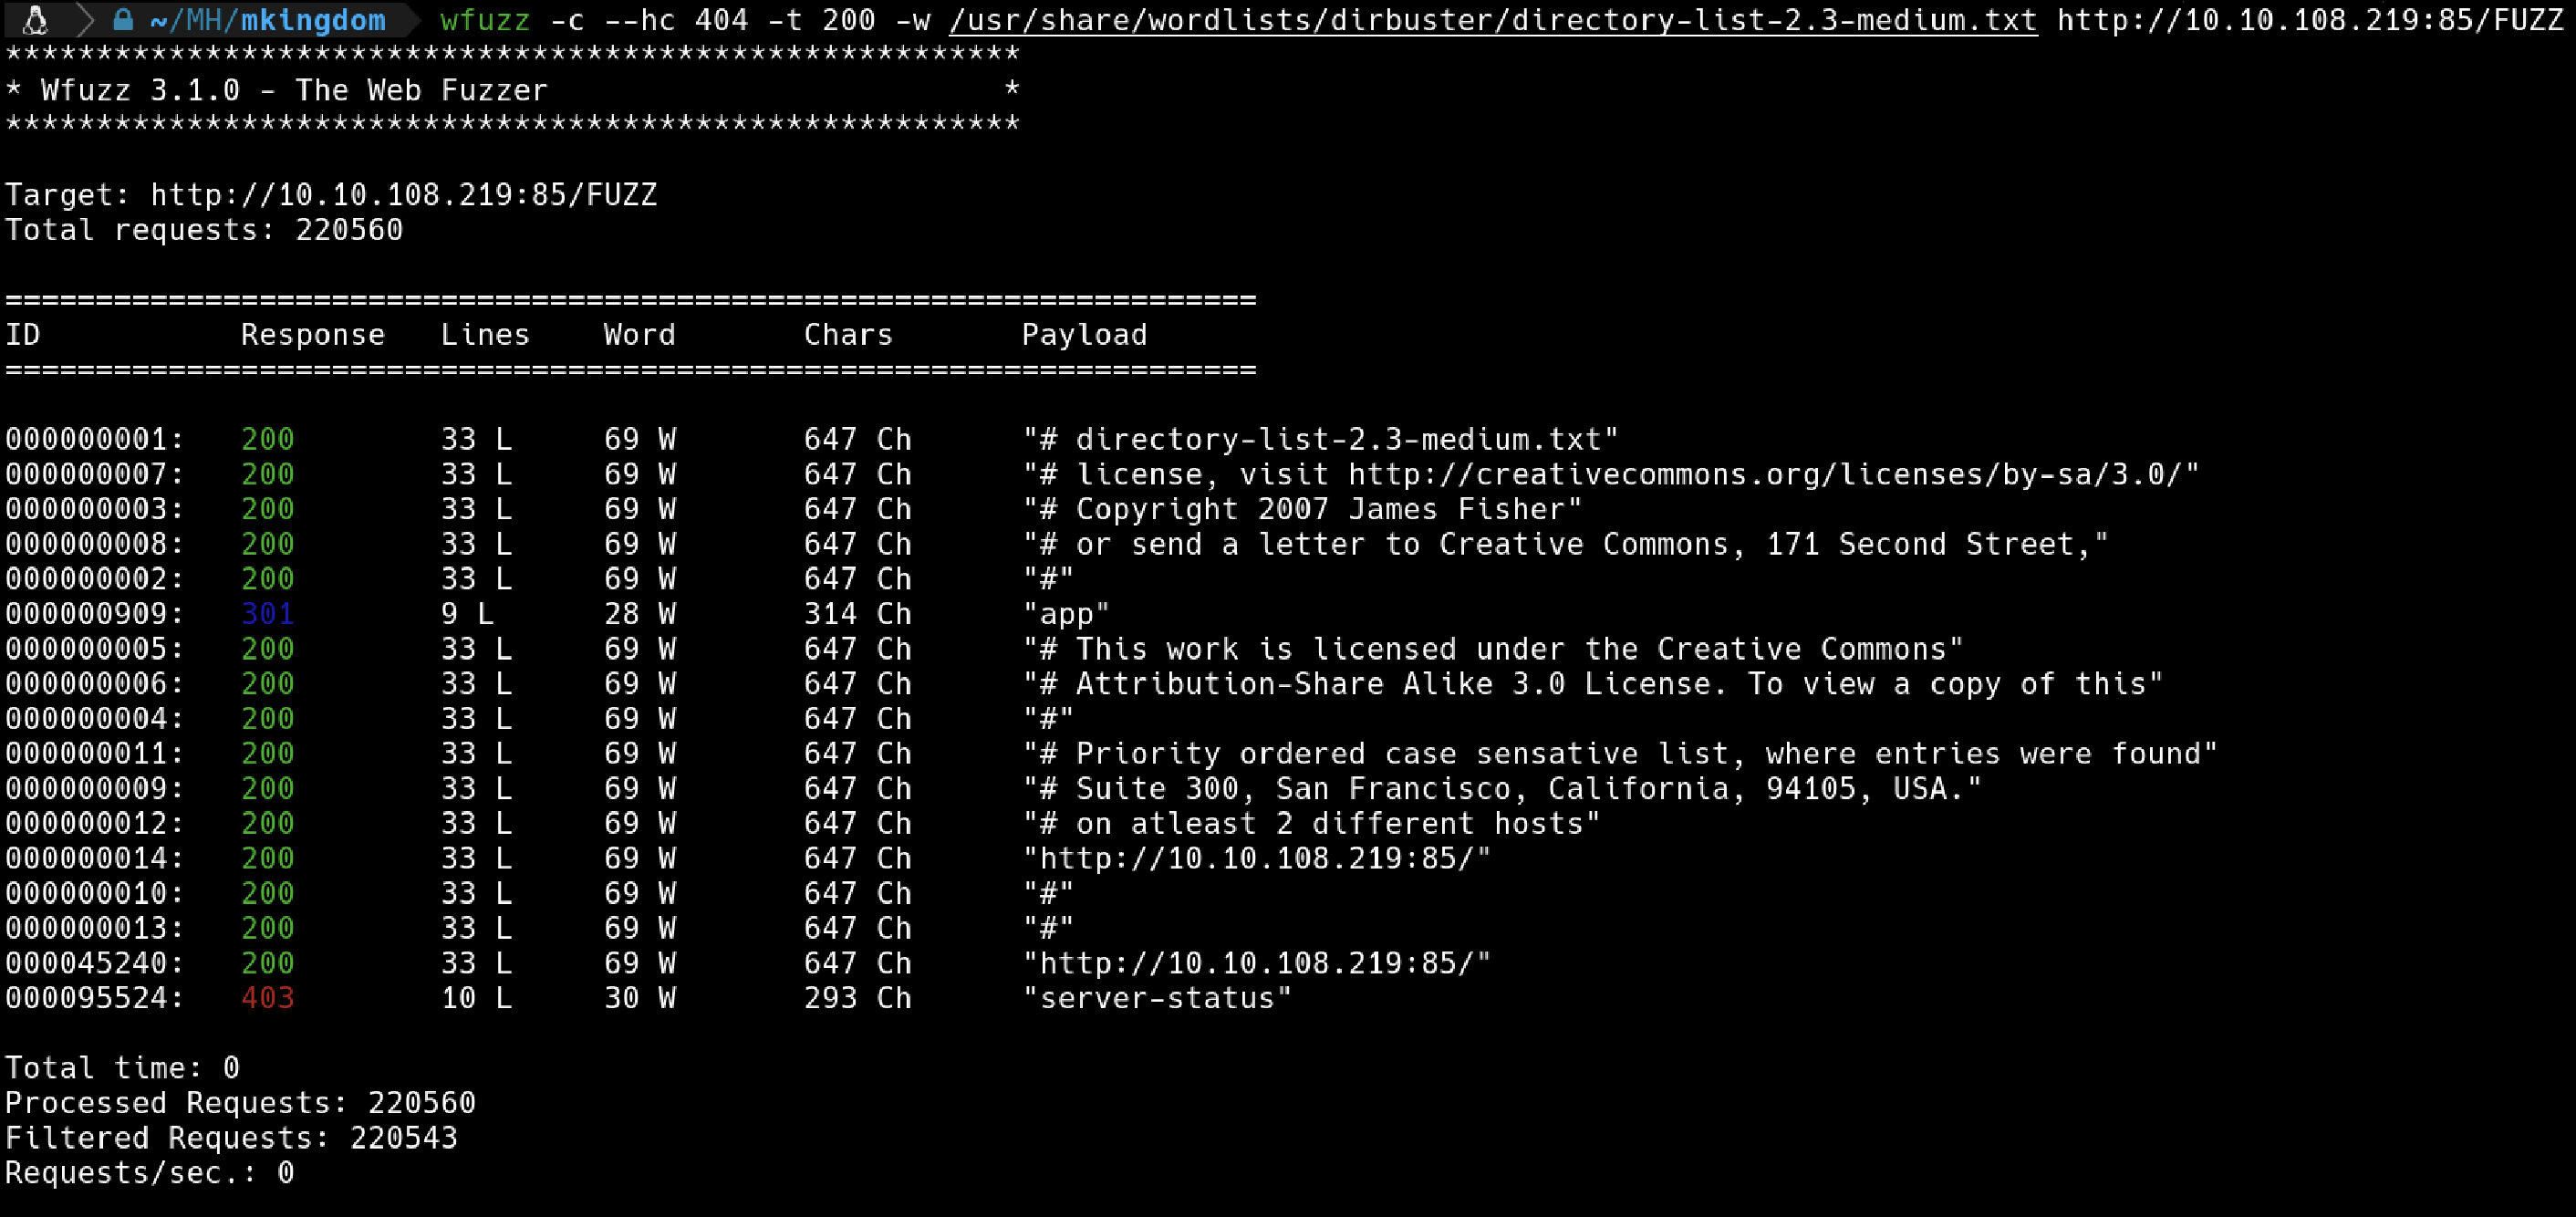 ~/MH/mkingdom wfuzz -c --hc 404 -t 200 -w /usr/share/wordlists/dirbuster/directory-list-2.3-medium.txt http://10.10.108.219:85/FUZZ
********************************************************
* Wfuzz 3.1.0 - The Web Fuzzer                         *
********************************************************

Target: http://10.10.108.219:85/FUZZ
Total requests: 220560

=====================================================================
ID           Response   Lines    Word       Chars       Payload
=====================================================================

000000001:   200        33 L     69 W       647 Ch      "# directory-list-2.3-medium.txt"
000000007:   200        33 L     69 W       647 Ch      "# license, visit http://creativecommons.org/licenses/by-sa/3.0/"
000000003:   200        33 L     69 W       647 Ch      "# Copyright 2007 James Fisher"
000000008:   200        33 L     69 W       647 Ch      "# or send a letter to Creative Commons, 171 Second Street,"
000000002:   200        33 L     69 W       647 Ch      "#"
000000909:   301        9 L      28 W       314 Ch      "app"
000000005:   200        33 L     69 W       647 Ch      "# This work is licensed under the Creative Commons"
000000006:   200        33 L     69 W       647 Ch      "# Attribution-Share Alike 3.0 License. To view a copy of this"
000000004:   200        33 L     69 W       647 Ch      "#"
000000011:   200        33 L     69 W       647 Ch      "# Priority ordered case sensative list, where entries were found"
000000009:   200        33 L     69 W       647 Ch      "# Suite 300, San Francisco, California, 94105, USA."
000000012:   200        33 L     69 W       647 Ch      "# on atleast 2 different hosts"
000000014:   200        33 L     69 W       647 Ch      "http://10.10.108.219:85/"
000000010:   200        33 L     69 W       647 Ch      "#"
000000013:   200        33 L     69 W       647 Ch      "#"
000045240:   200        33 L     69 W       647 Ch      "http://10.10.108.219:85/"
000095524:   403        10 L     30 W       293 Ch      "server-status"

Total time: 0
Processed Requests: 220560
Filtered Requests: 220543
Requests/sec.: 0